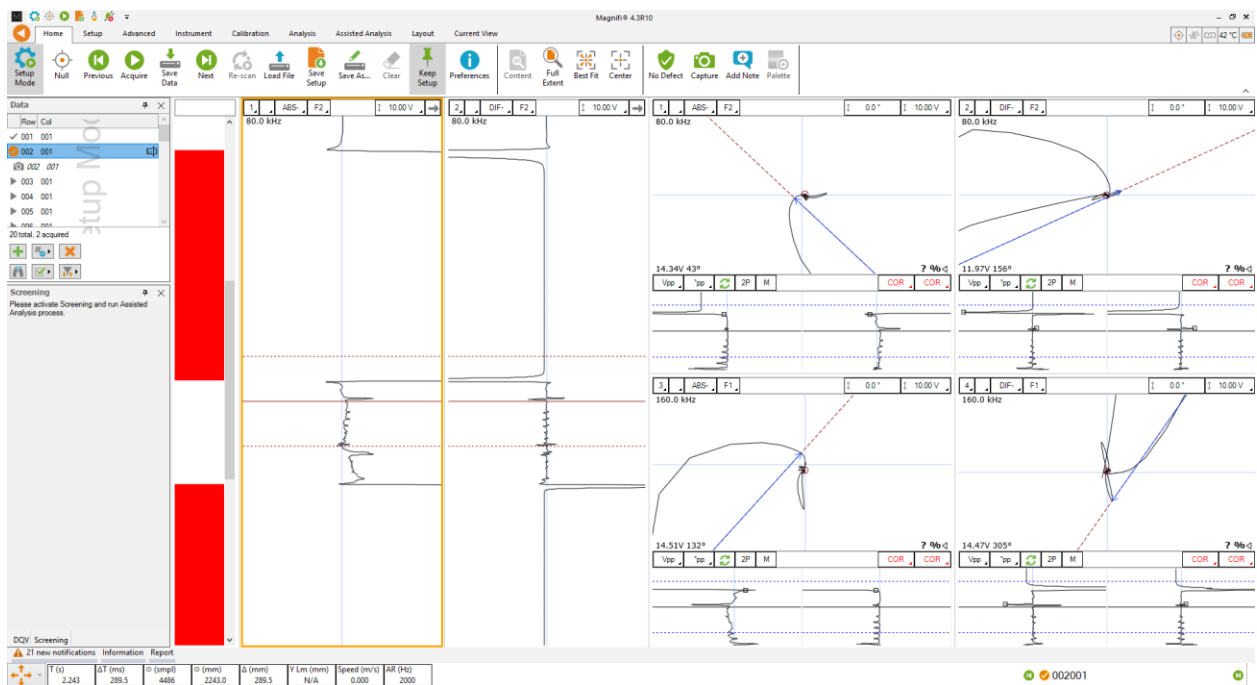 Magnifi® 4.3R10
Home Setup Advanced Instrument Calibration Analysis Assisted Analysis Layout Current View
42 °C
Setup Mode
Null
Previous
Acquire
Save Data
Next
Re-scan
Load File
Save Setup
Save As...
Clear
Keep Setup
Preferences
Content
Full Extent
Best Fit
Center
No Defect
Capture
Add Note
Palette
Data
Row Col
001 001
002 001
002 001
003 001
004 001
005 001
006 001
etup Mo
20 total, 2 acquired
Screening
Please activate Screening and run Assisted
Analysis process.
DQV Screening
1 ABS- F2 10.00 V
80.0 kHz
2 DIF- F2 10.00 V
80.0 kHz
1 ABS- F2 0.0 ° 10.00 V
80.0 kHz
14.34V 43° ? %
Vpp °pp 2P M COR COR
2 DIF- F2 0.0 ° 10.00 V
80.0 kHz
11.97V 156° ? %
Vpp °pp 2P M COR COR
3 ABS- F1 0.0 ° 10.00 V
160.0 kHz
14.51V 132° ? %
Vpp °pp 2P M COR COR
4 DIF- F1 0.0 ° 10.00 V
160.0 kHz
14.47V 305° ? %
Vpp °pp 2P M COR COR
21 new notifications Information Report
T (s) ΔT (ms) ⊙ (smpl) ⊙ (mm) Δ (mm) Y Lm (mm) Speed (m/s) AR (Hz)
2.243 289.5 4486 2243.0 289.5 N/A 0.000 2000
002001